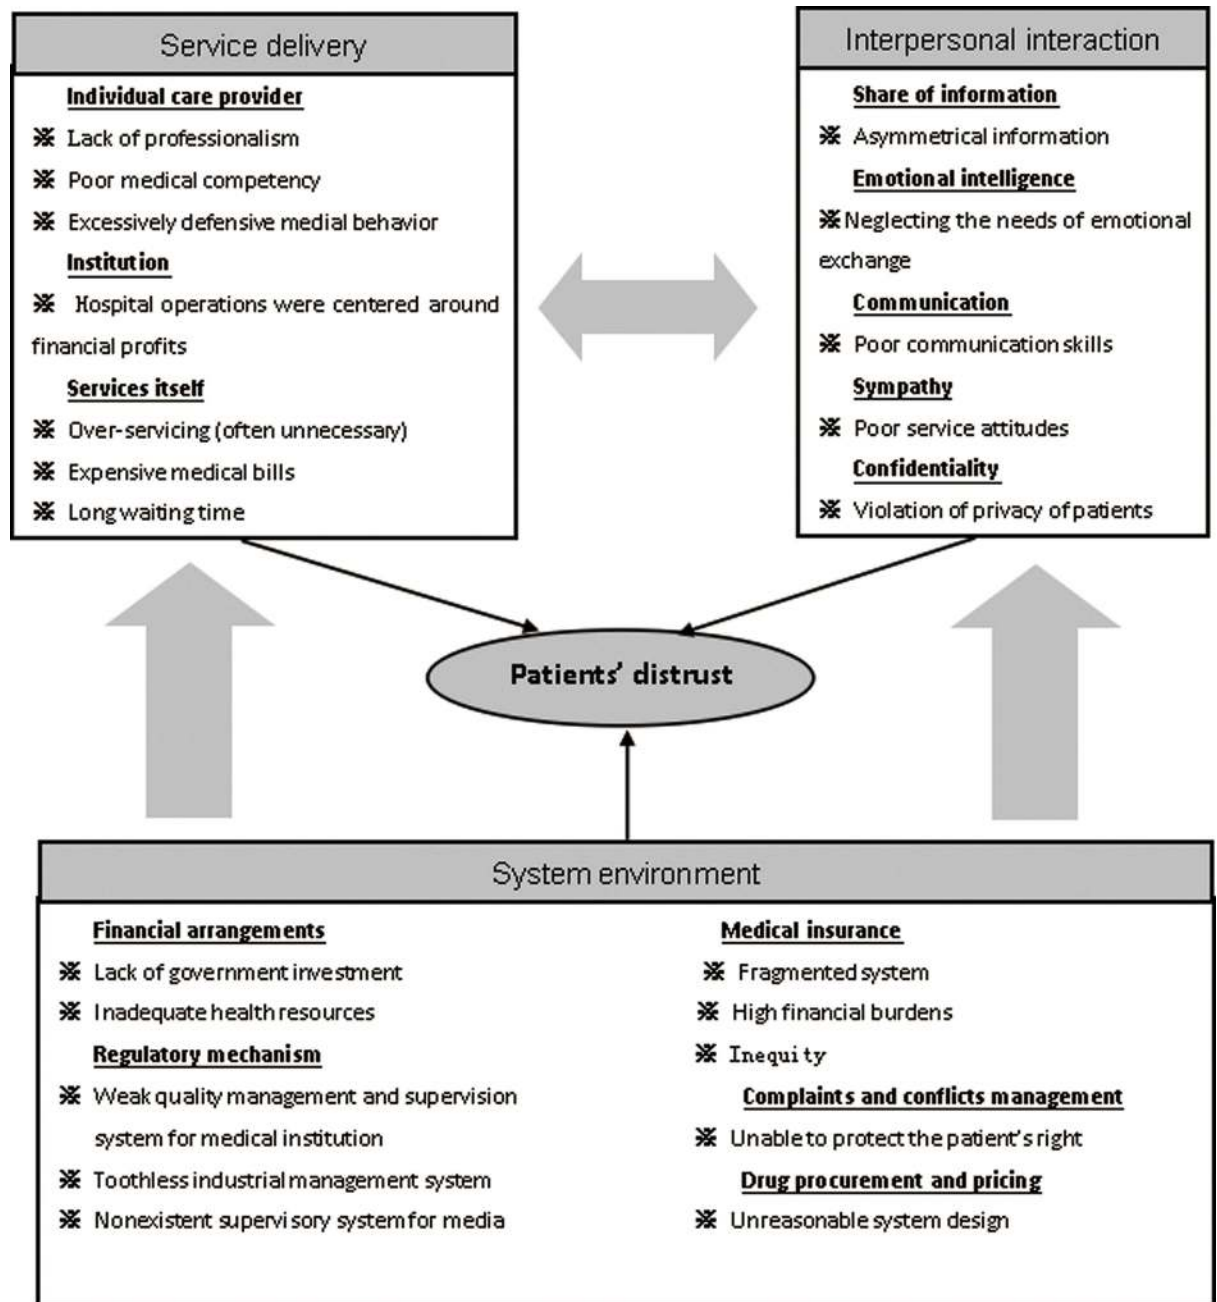 Service delivery
Individual care provider
※ Lack of professionalism
※ Poor medical competency
※ Excessively defensive medial behavior
Institution
※ Hospital operations were centered around
financial profits
Services itself
※ Over-servicing (often unnecessary)
※ Expensive medical bills
※ Long waiting time
Interpersonal interaction
Share of information
※ Asymmetrical information
Emotional intelligence
※Neglecting the needs of emotional
exchange
Communication
※ Poor communication skills
Sympathy
※ Poor service attitudes
Confidentiality
※ Violation of privacy of patients
Patients’ distrust
System environment
Financial arrangements
※ Lack of government investment
※ Inadequate health resources
Regulatory mechanism
※ Weak quality management and supervision
system for medical institution
※ Toothless industrial management system
※ Nonexistent supervisory system for media
Medical insurance
※ Fragmented system
※ High financial burdens
※ Inequity
Complaints and conflicts management
※ Unable to protect the patient’s right
Drug procurement and pricing
※ Unreasonable system design